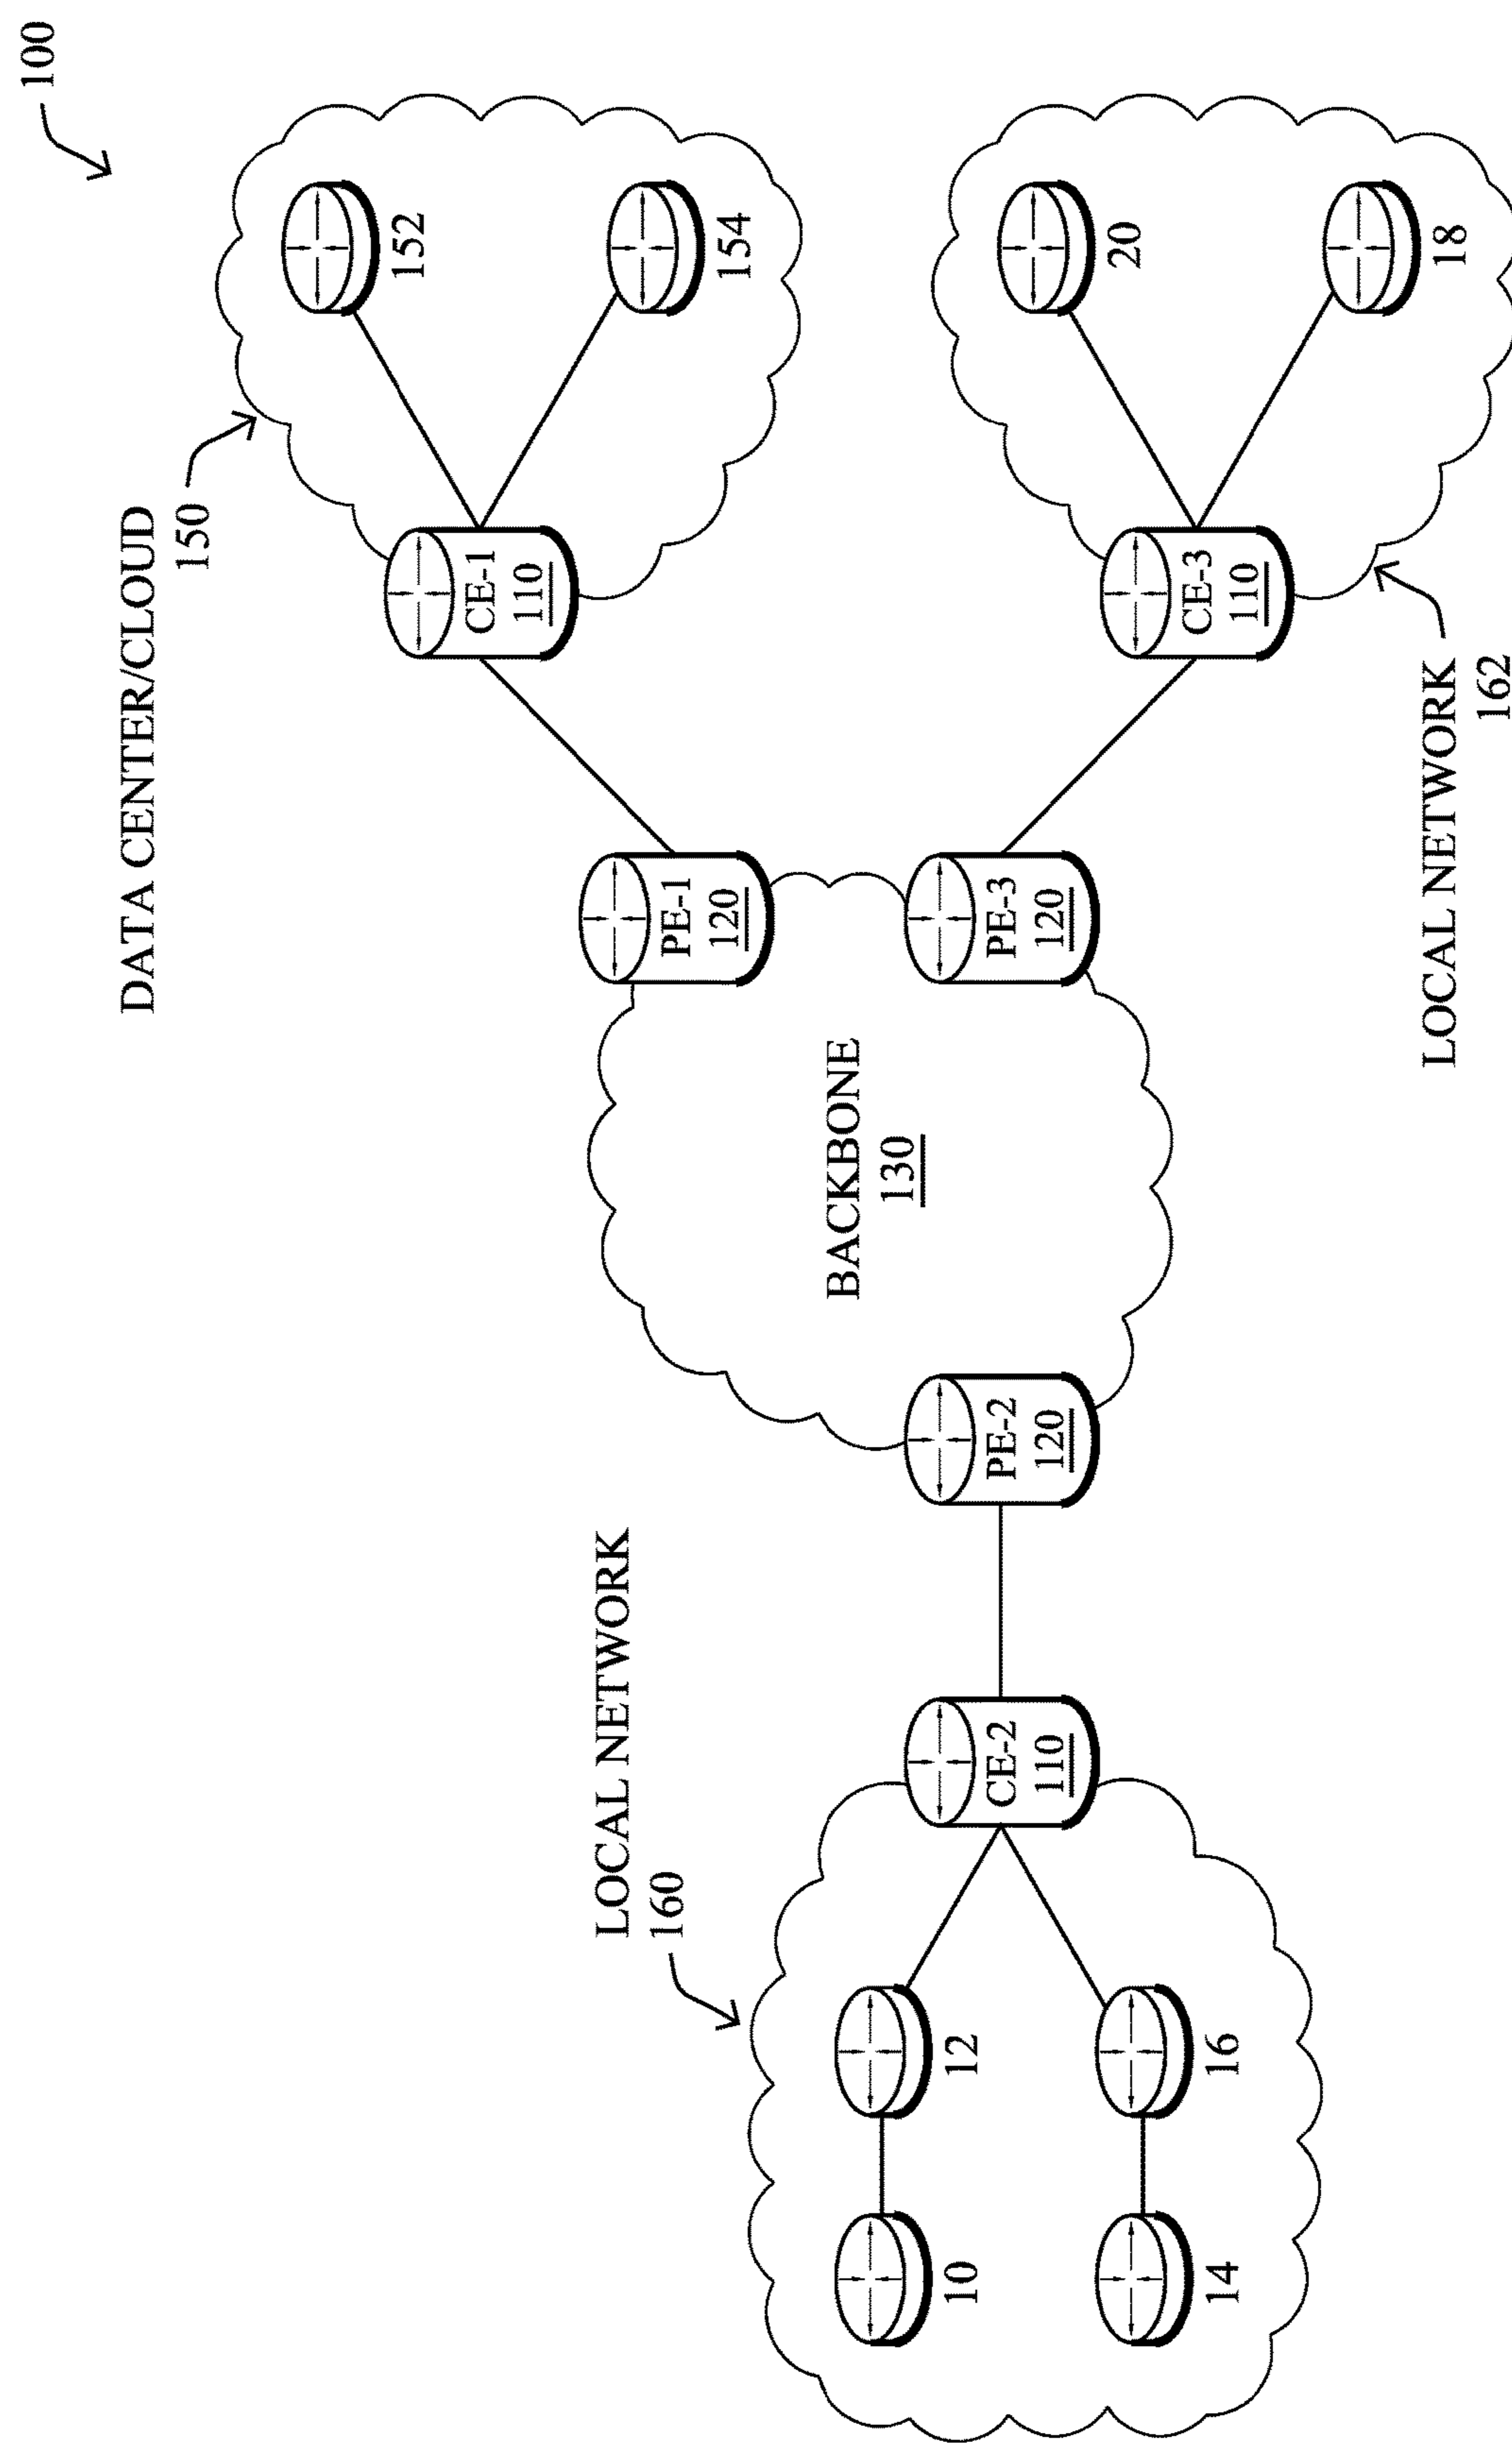 100
DATA CENTER/CLOUD
150
152
154
CE-1
110
PE-1
120
BACKBONE
130
PE-3
120
PE-2
120
LOCAL NETWORK
160
CE-2
110
12
10
16
14
20
18
CE-3
110
LOCAL NETWORK
162